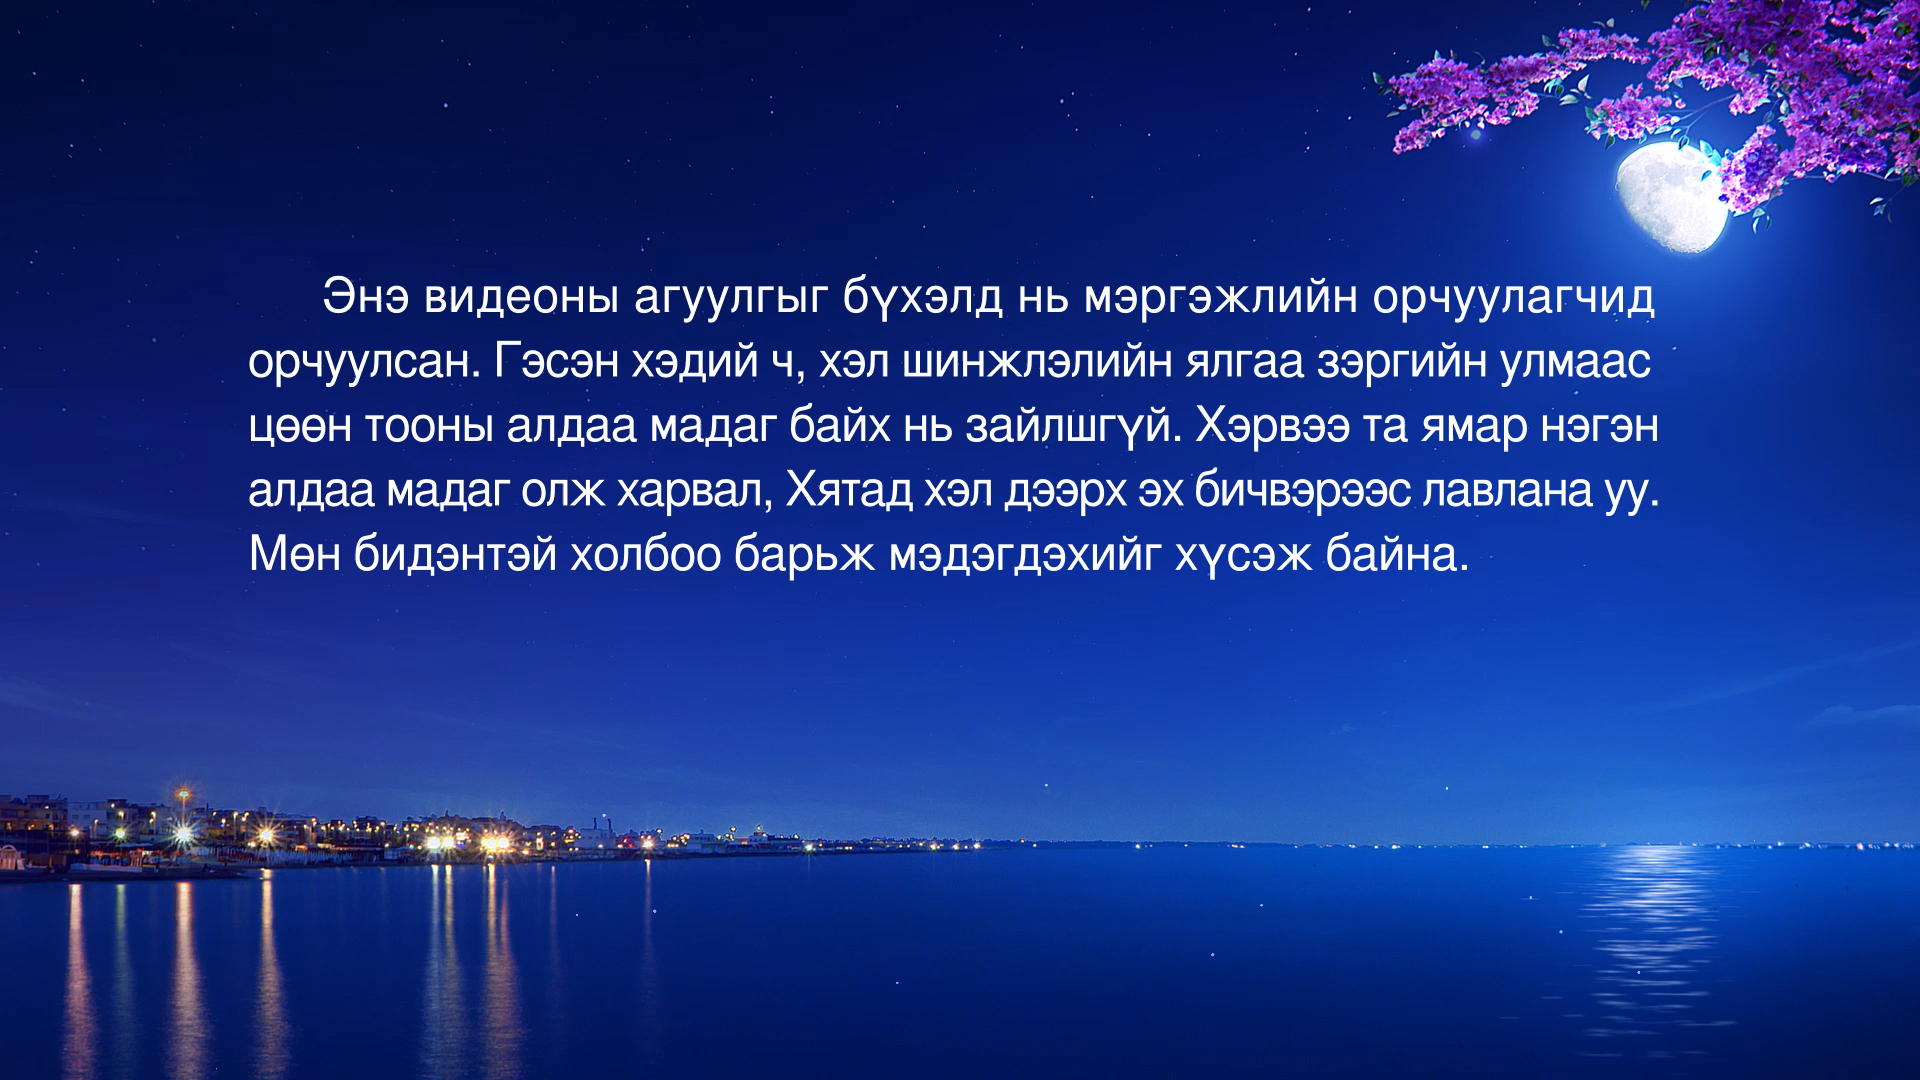 Энэ видеоны агуулгыг бүхэлд нь мэргэжлийн орчуулагчид
орчуулсан. Гэсэн хэдий ч, хэл шинжлэлийн ялгаа зэргийн улмаас
цөөн тооны алдаа мадаг байх нь зайлшгүй. Хэрвээ та ямар нэгэн
алдаа мадаг олж харвал, Хятад хэл дээрх эх бичвэрээс лавлана уу.
Мөн бидэнтэй холбоо барьж мэдэгдэхийг хүсэж байна.